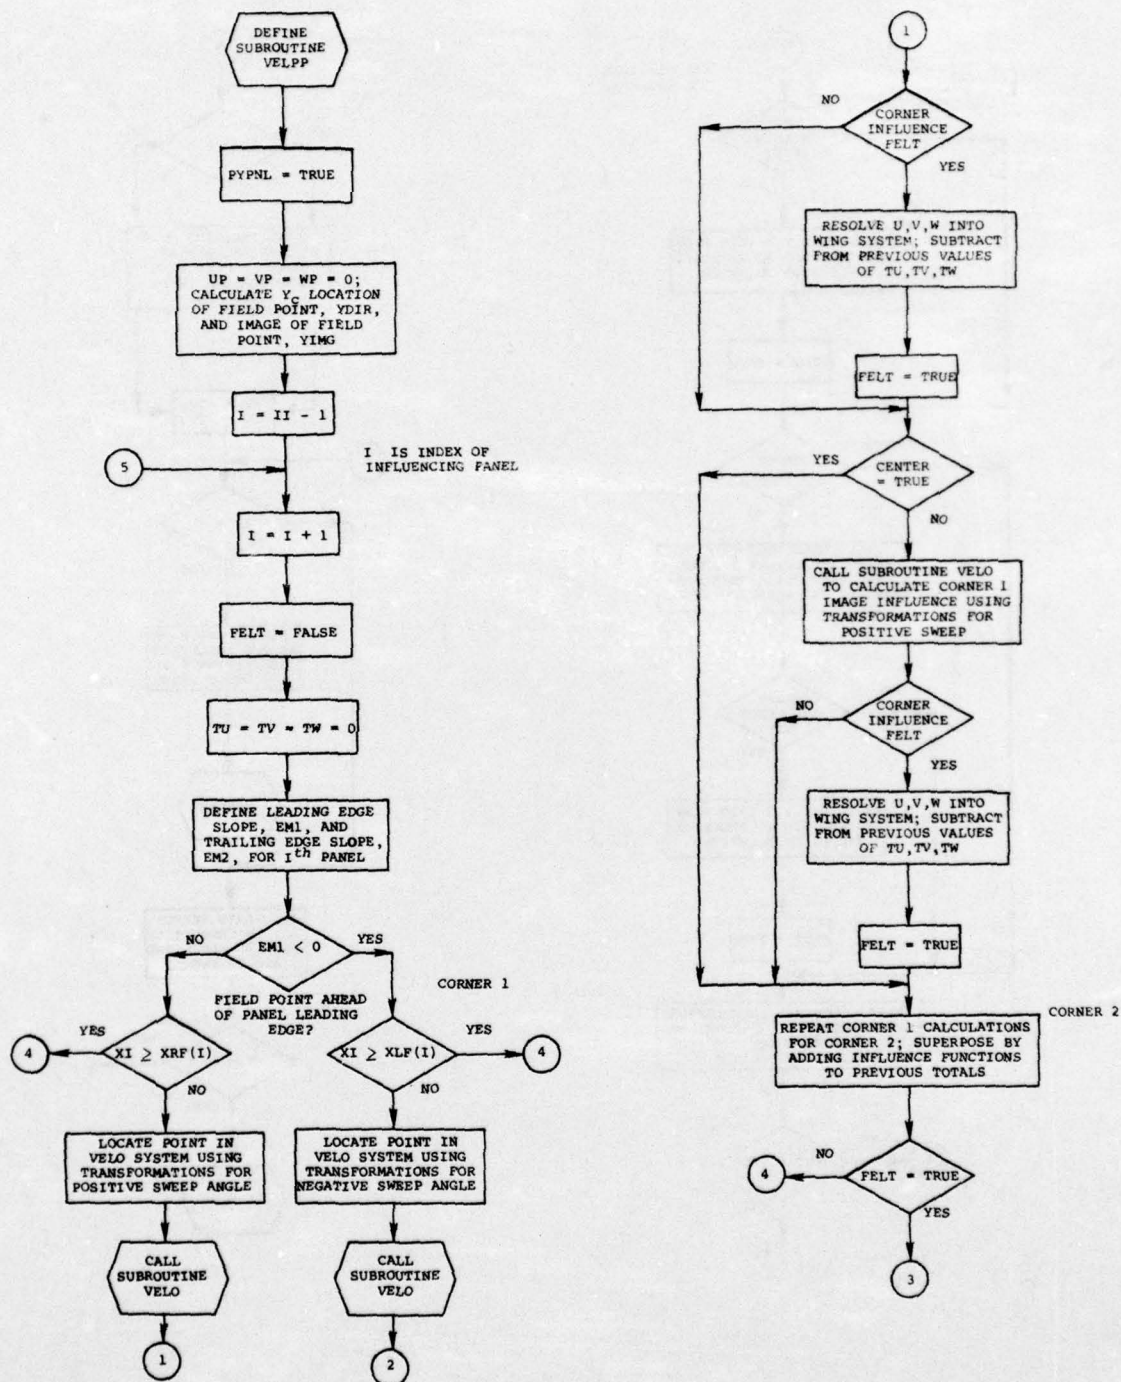 DEFINE
SUBROUTINE
VELPP
PYPNL = TRUE
UP = VP = WP = 0;
CALCULATE Yc LOCATION
OF FIELD POINT, YDIR,
AND IMAGE OF FIELD
POINT, YIMG
I = II - 1
5
I IS INDEX OF
INFLUENCING PANEL
I = I + 1
FELT = FALSE
TU = TV = TW = 0
DEFINE LEADING EDGE
SLOPE, EM1, AND
TRAILING EDGE SLOPE,
EM2, FOR Ith PANEL
NO
EM1 < 0
YES
CORNER 1
FIELD POINT AHEAD
OF PANEL LEADING
EDGE?
YES
4
XI ≥ XRF(I)
NO
XI ≥ XLF(I)
YES
4
NO
LOCATE POINT IN
VELO SYSTEM USING
TRANSFORMATIONS FOR
POSITIVE SWEEP ANGLE
LOCATE POINT IN
VELO SYSTEM USING
TRANSFORMATIONS FOR
NEGATIVE SWEEP ANGLE
CALL
SUBROUTINE
VELO
CALL
SUBROUTINE
VELO
1
2
1
NO
CORNER
INFLUENCE
FELT
YES
RESOLVE U,V,W INTO
WING SYSTEM; SUBTRACT
FROM PREVIOUS VALUES
OF TU,TV,TW
FELT = TRUE
YES
CENTER
= TRUE
NO
CALL SUBROUTINE VELO
TO CALCULATE CORNER 1
IMAGE INFLUENCE USING
TRANSFORMATIONS FOR
POSITIVE SWEEP
NO
CORNER
INFLUENCE
FELT
YES
RESOLVE U,V,W INTO
WING SYSTEM; SUBTRACT
FROM PREVIOUS VALUES
OF TU,TV,TW
FELT = TRUE
CORNER 2
REPEAT CORNER 1 CALCULATIONS
FOR CORNER 2; SUPERPOSE BY
ADDING INFLUENCE FUNCTIONS
TO PREVIOUS TOTALS
NO
4
FELT = TRUE
YES
3